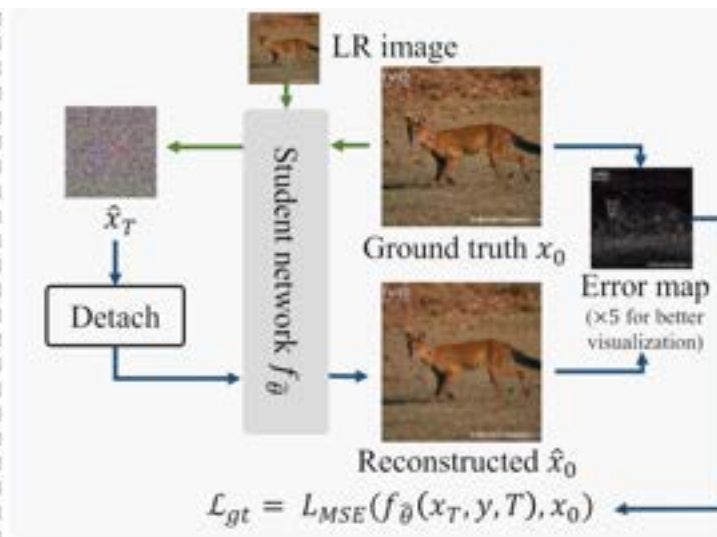 LR image
Student network f_θ̂
x̂_T
Ground truth x_0
Detach
Error map
(×5 for better
visualization)
Reconstructed x̂_0
ℒ_gt = L_MSE(f_θ̂(x_T, y, T), x_0)